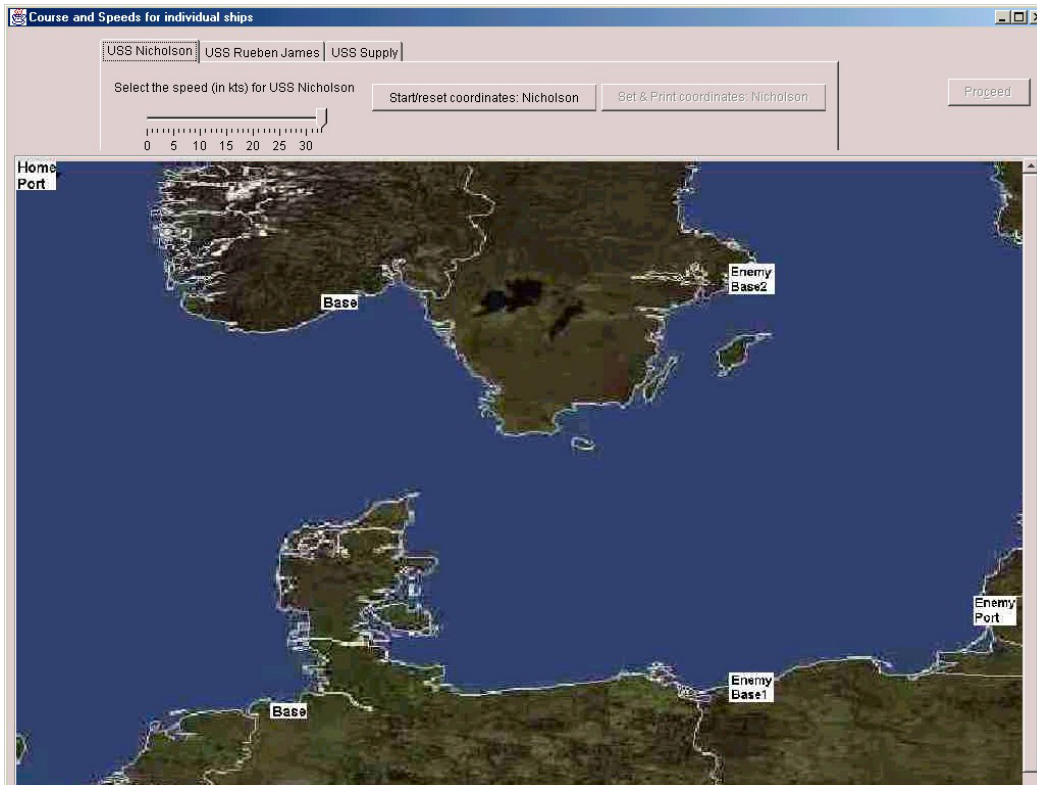 Course and Speeds for individual ships
USS Nicholson
USS Rueben James
USS Supply
Select the speed (in kts) for USS Nicholson
Start/reset coordinates: Nicholson
Set & Print coordinates: Nicholson
Proceed
0 5 10 15 20 25 30
Home
Port
Enemy
Base2
Base
Enemy
Port
Enemy
Base1
Base